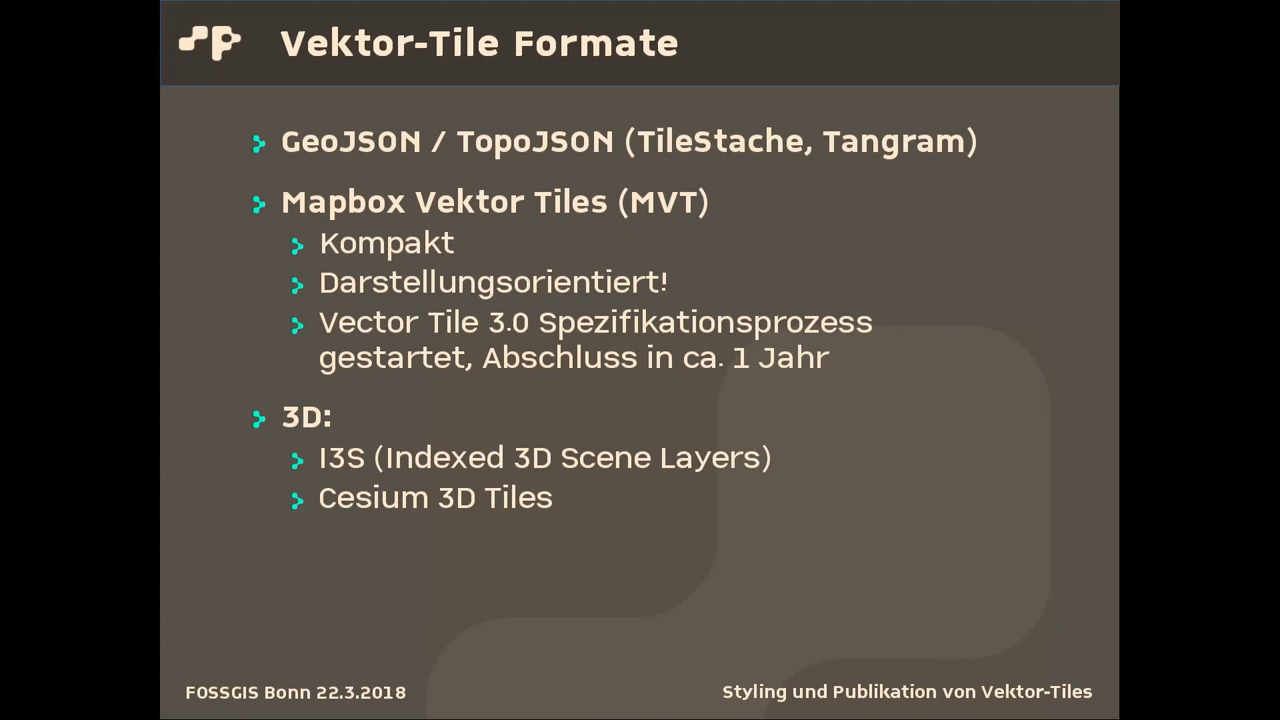 Vektor-Tile Formate
GeoJSON / TopoJSON (TileStache, Tangram)
Mapbox Vektor Tiles (MVT)
Kompakt
Darstellungsorientiert!
Vector Tile 3.0 Spezifikationsprozess
gestartet, Abschluss in ca. 1 Jahr
3D:
I3S (Indexed 3D Scene Layers)
Cesium 3D Tiles
FOSSGIS Bonn 22.3.2018
Styling und Publikation von Vektor-Tiles